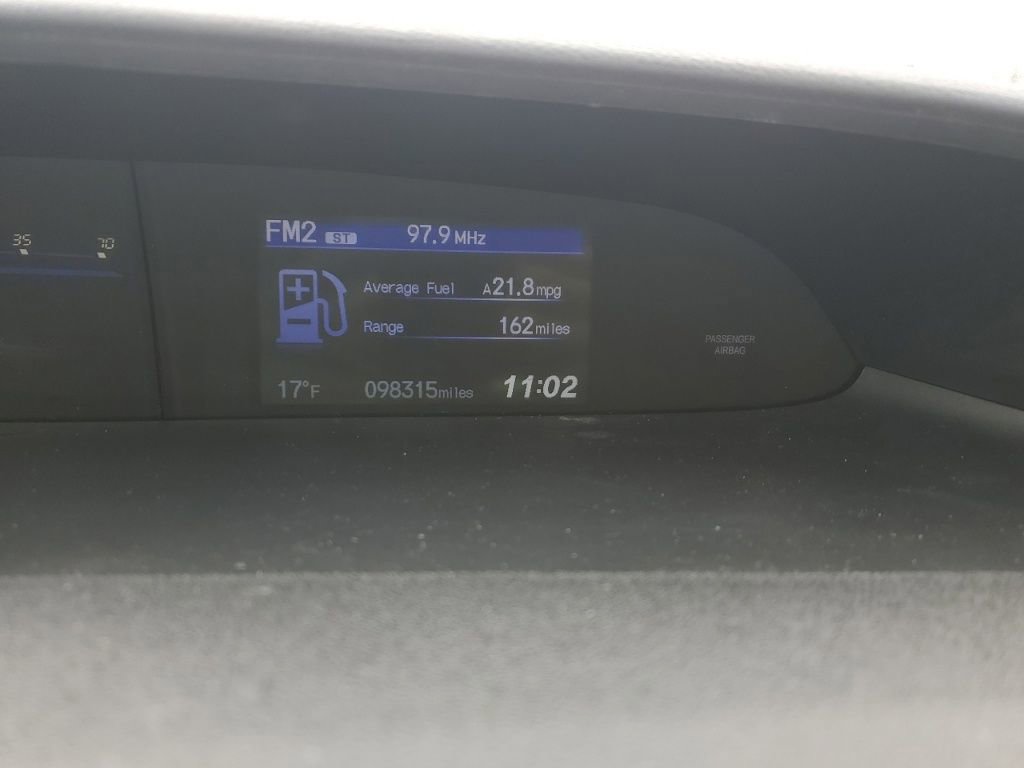 35 70
FM2 ST 97.9 MHz
Average Fuel A21.8mpg
Range 162miles
17°F 098315miles 11:02
PASSENGER
AIRBAG